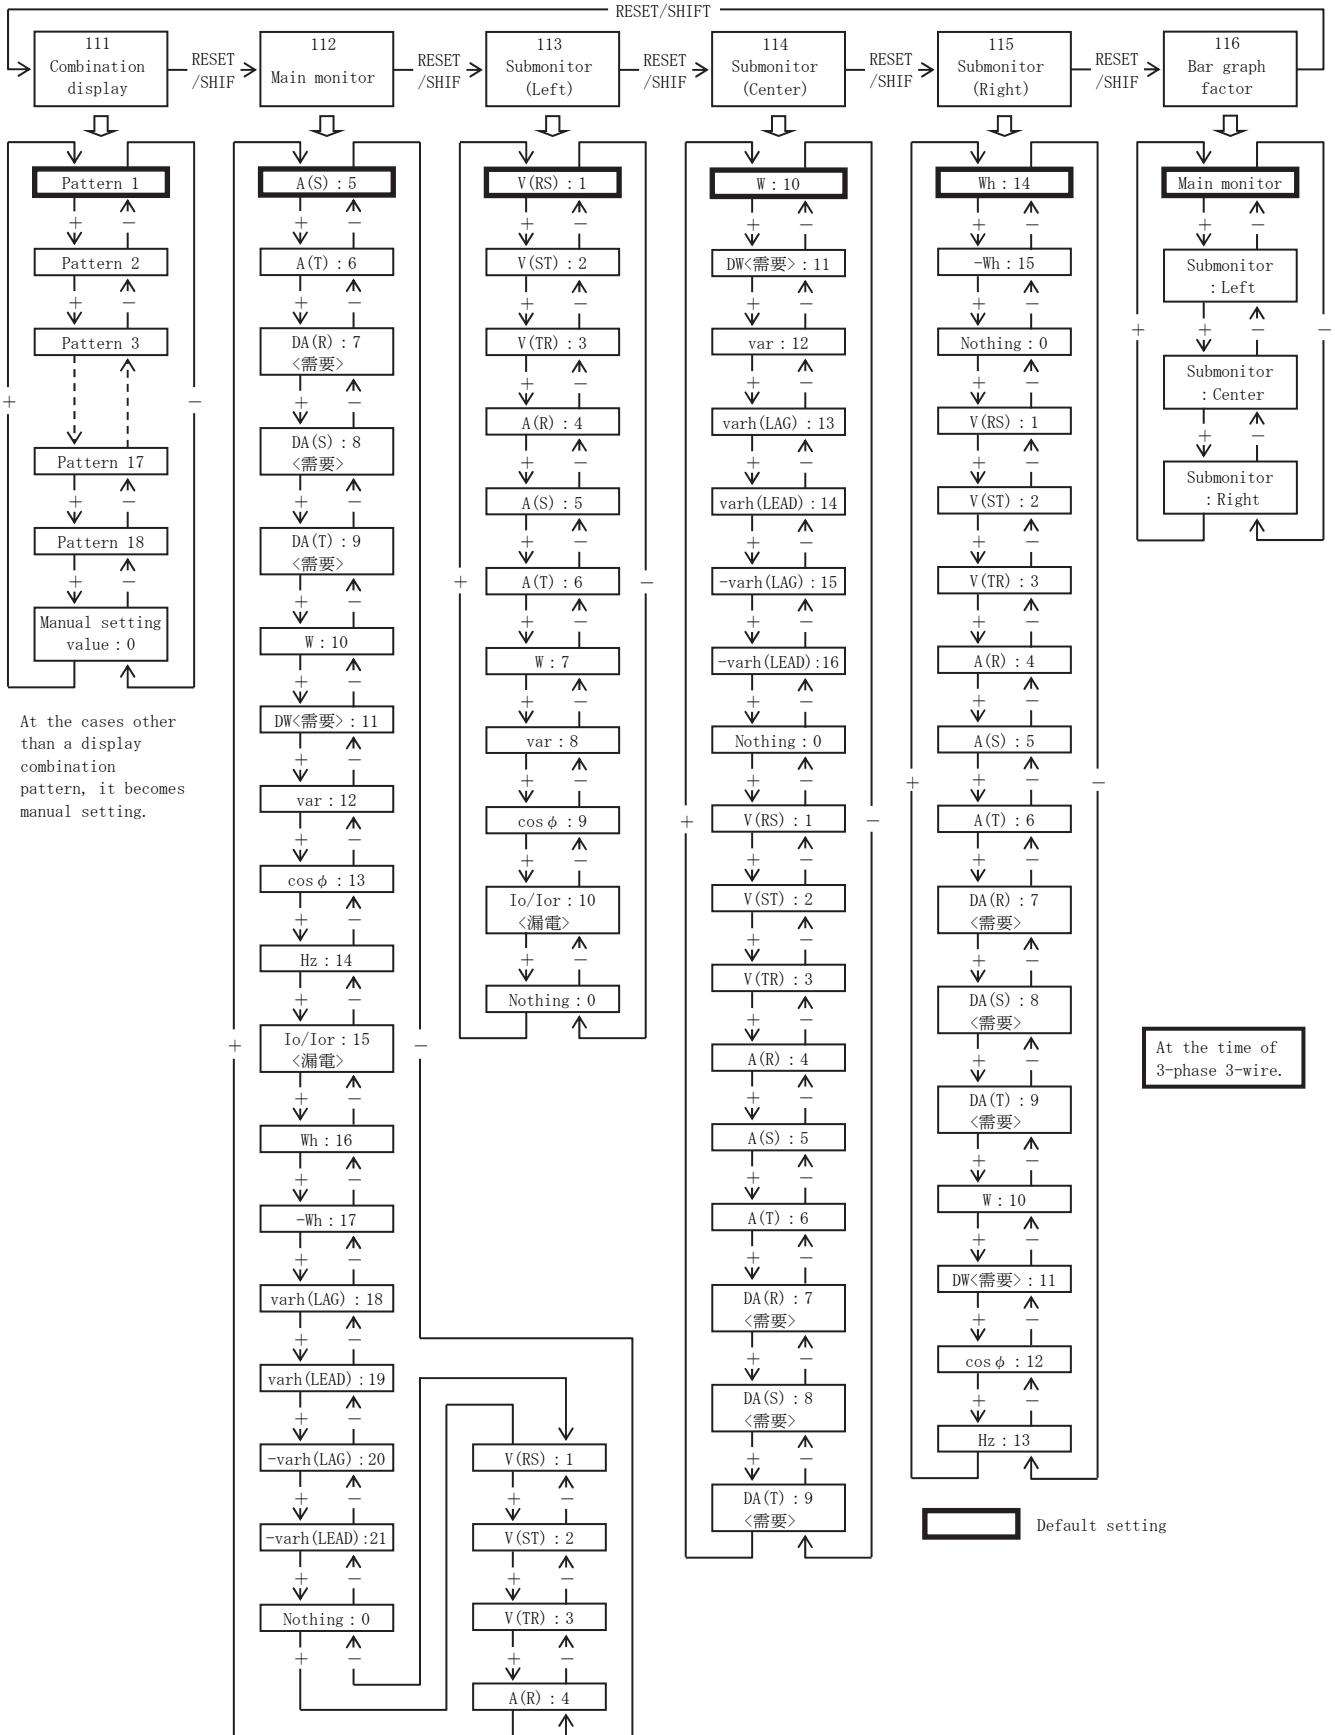 RESET/SHIFT
111
Combination
display
RESET
/SHIF
112
Main monitor
RESET
/SHIF
113
Submonitor
(Left)
RESET
/SHIF
114
Submonitor
(Center)
RESET
/SHIF
115
Submonitor
(Right)
RESET
/SHIF
116
Bar graph
factor
Pattern 1
+ −
Pattern 2
+ −
Pattern 3
+ −
Pattern 17
+ −
Pattern 18
+ −
Manual setting
value：0
At the cases other
than a display
combination
pattern, it becomes
manual setting.
A(S)：5
+ −
A(T)：6
+ −
DA(R)：7
<需要>
+ −
DA(S)：8
<需要>
+ −
DA(T)：9
<需要>
+ −
W：10
+ −
DW<需要>：11
+ −
var：12
+ −
cosφ：13
+ −
Hz：14
+ −
Io/Ior：15
<漏電>
+ −
+ −
Wh：16
+ −
-Wh：17
+ −
varh(LAG)：18
+ −
varh(LEAD)：19
+ −
-varh(LAG)：20
+ −
-varh(LEAD):21
+ −
Nothing：0
+ −
V(RS)：1
+ −
V(ST)：2
+ −
V(TR)：3
+ −
A(R)：4
V(RS)：1
+ −
V(ST)：2
+ −
V(TR)：3
+ −
A(R)：4
+ −
A(S)：5
+ −
A(T)：6
+ −
+ −
W：7
+ −
var：8
+ −
cosφ：9
+ −
Io/Ior：10
<漏電>
+ −
Nothing：0
W：10
+ −
DW<需要>：11
+ −
var：12
+ −
varh(LAG)：13
+ −
varh(LEAD)：14
+ −
-varh(LAG)：15
+ −
-varh(LEAD):16
+ −
Nothing：0
+ −
V(RS)：1
+ −
+ −
V(ST)：2
+ −
V(TR)：3
+ −
A(R)：4
+ −
A(S)：5
+ −
A(T)：6
+ −
DA(R)：7
<需要>
+ −
DA(S)：8
<需要>
+ −
DA(T)：9
<需要>
Wh：14
+ −
-Wh：15
+ −
Nothing：0
+ −
V(RS)：1
+ −
V(ST)：2
+ −
V(TR)：3
+ −
A(R)：4
+ −
A(S)：5
+ −
+ −
A(T)：6
+ −
DA(R)：7
<需要>
+ −
DA(S)：8
<需要>
+ −
DA(T)：9
<需要>
+ −
W：10
+ −
DW<需要>：11
+ −
cosφ：12
+ −
Hz：13
Main monitor
+ −
Submonitor
：Left
+ −
+ −
Submonitor
：Center
+ −
Submonitor
：Right
At the time of
3-phase 3-wire.
Default setting